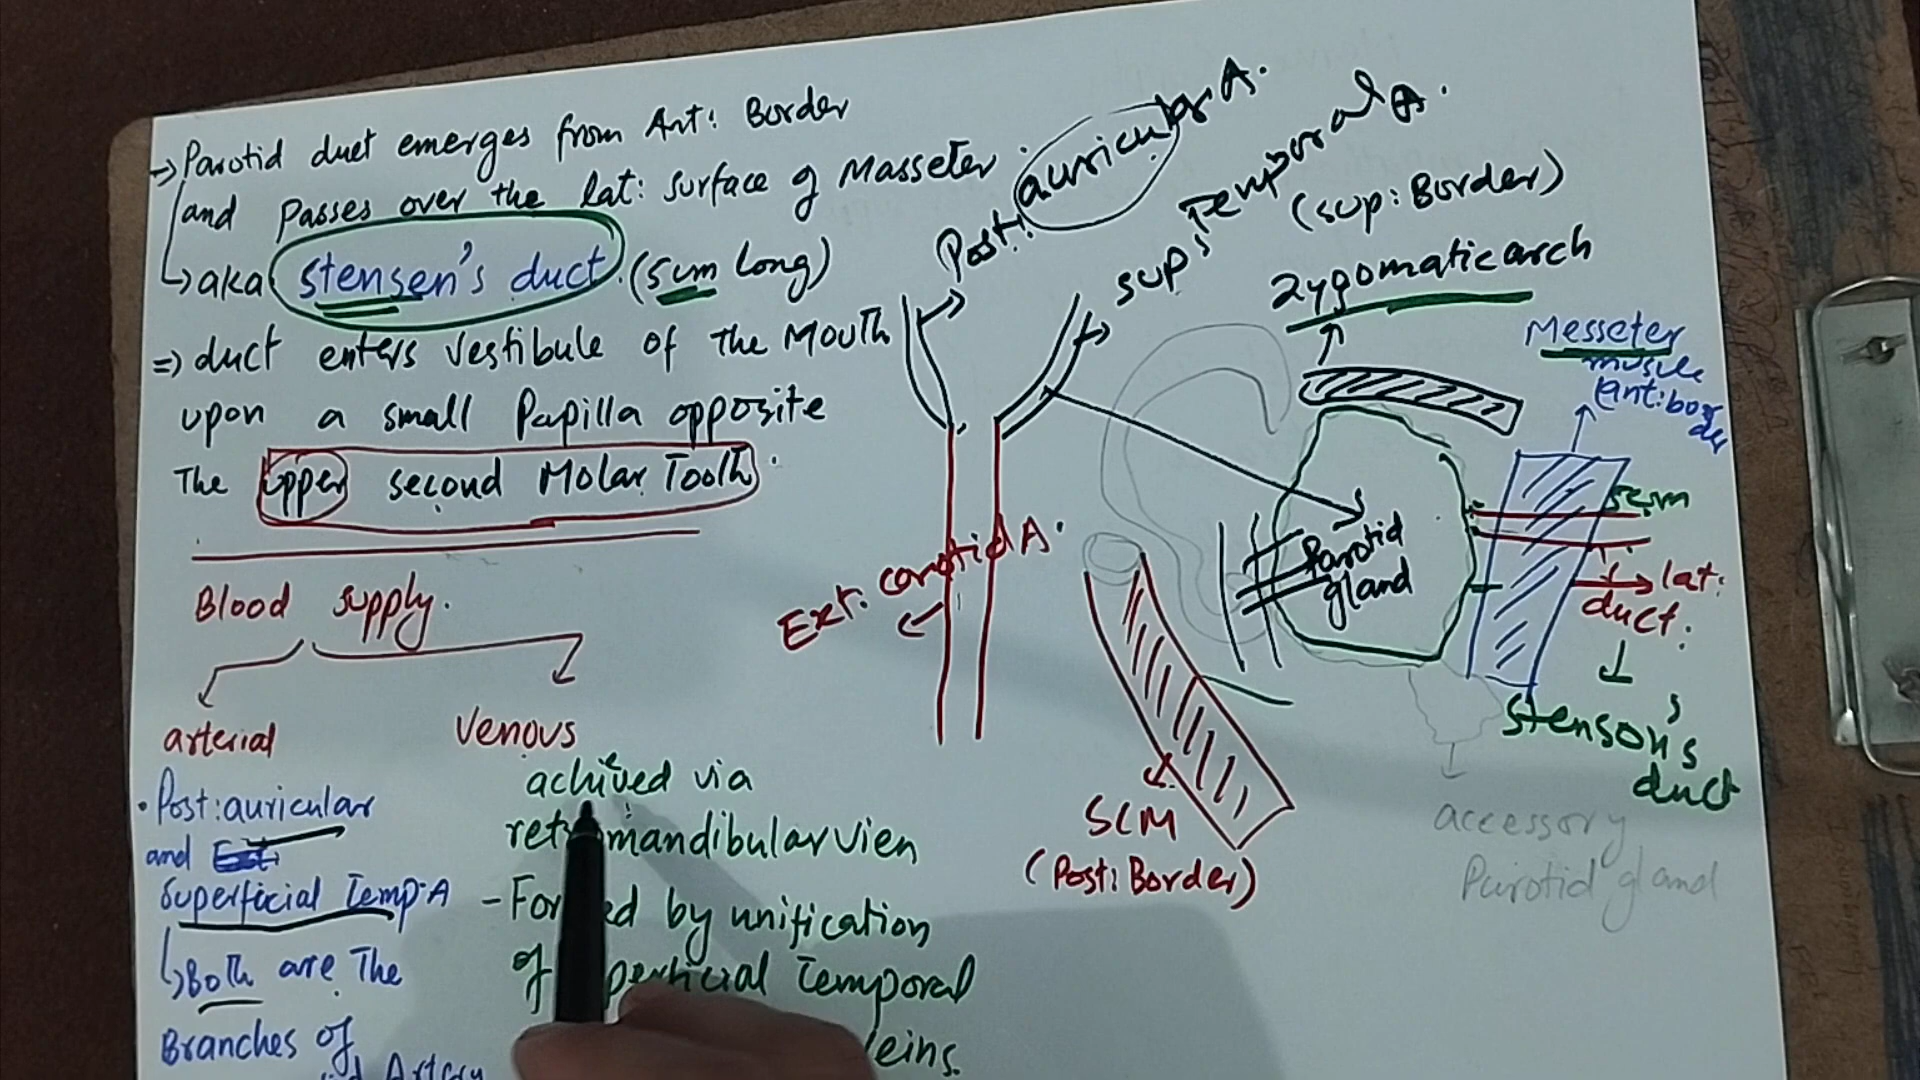 → Parotid duct emerges from Ant: Border
and passes over the lat: surface of Masseter.
→ aka stensen's duct. (5cm long)
⇒ duct enters vestibule of the Mouth
upon a small Papilla opposite
The upper second Molar Tooth.
Blood supply.
arterial
Venous
• Post: auricular
and Ext:
Superficial Temp. A
↳ Both are The
Branches of
Artery
achived via
mandibular vien
- Formed by unification
of Temporal
veins.
Post: auricular A.
sup: Temporal A.
(sup: Border)
Zygomatic arch
Messeter
muscle
(ant: border
5cm
Parotid
gland
Ext. carotid A.
→ lat:
duct:
stenson's
duct
SCM
(Post: Border)
accessory
Parotid gland